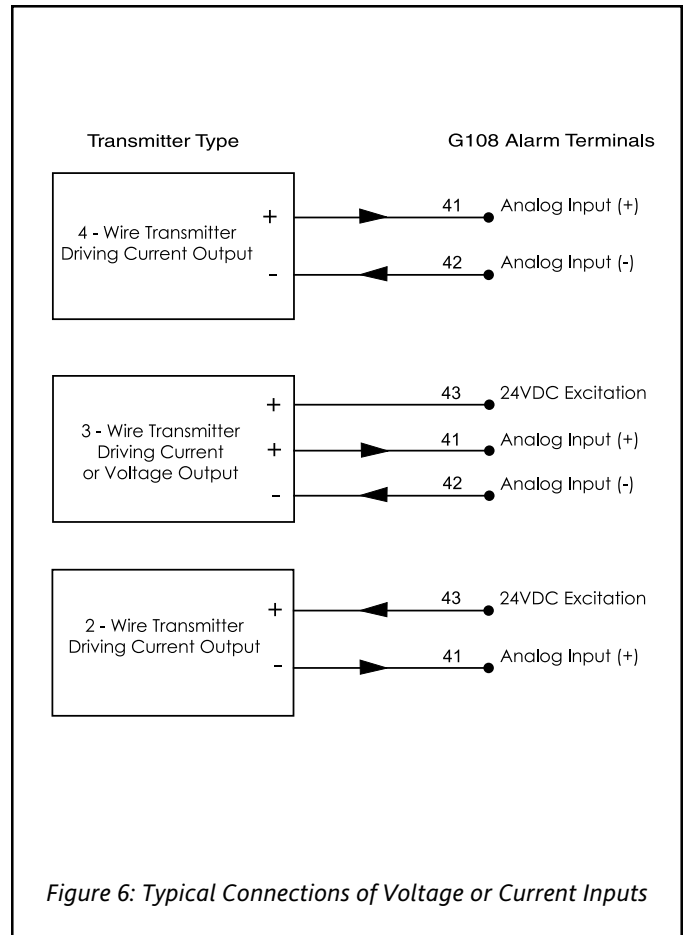 Transmitter Type G108 Alarm Terminals
4 - Wire Transmitter
Driving Current Output
+ 41 Analog Input (+)
- 42 Analog Input (-)
3 - Wire Transmitter
Driving Current
or Voltage Output
+ 43 24VDC Excitation
+ 41 Analog Input (+)
- 42 Analog Input (-)
2 - Wire Transmitter
Driving Current Output
+ 43 24VDC Excitation
- 41 Analog Input (+)
Figure 6: Typical Connections of Voltage or Current Inputs